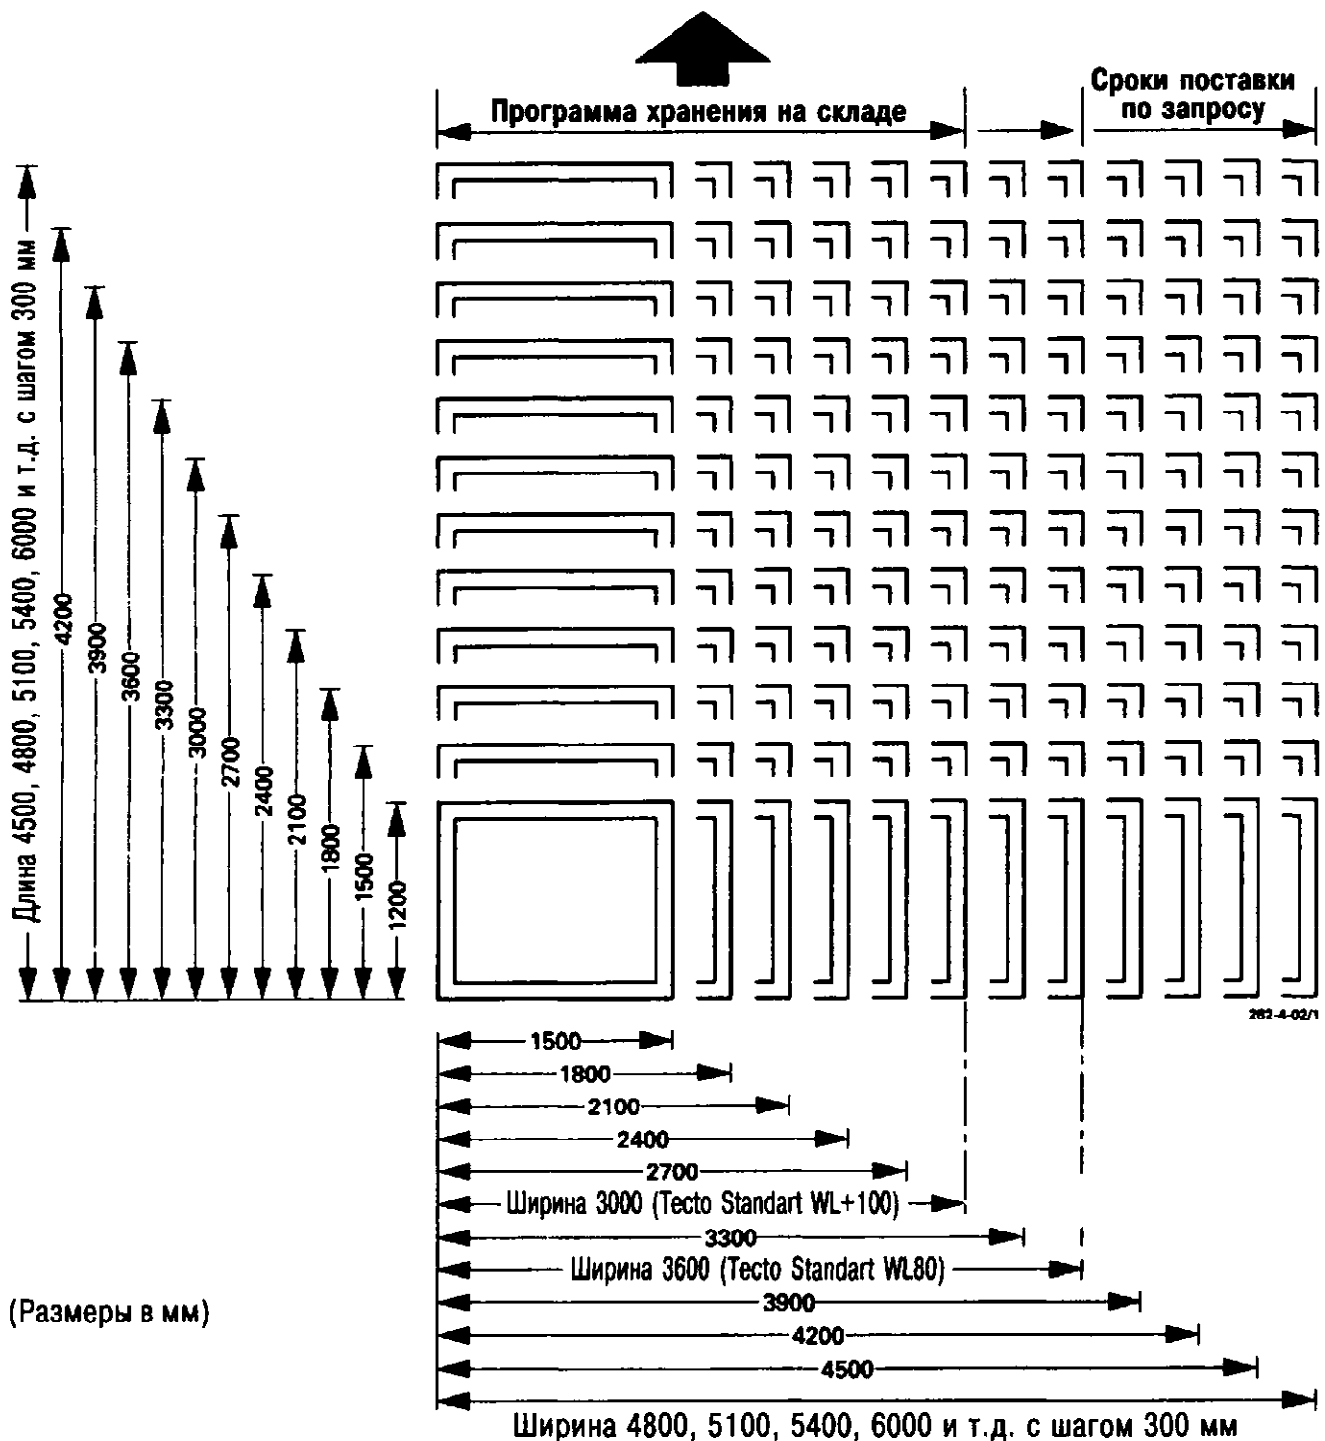 Программа хранения на складе
Сроки поставки
по запросу
Длина 4500, 4800, 5100, 5400, 6000 и т.д. с шагом 300 мм
4200
3900
3600
3300
3000
2700
2400
2100
1800
1500
1200
262-4-02/1
1500
1800
2100
2400
2700
Ширина 3000 (Tecto Standart WL+100)
3300
Ширина 3600 (Tecto Standart WL80)
3900
(Размеры в мм)
4200
4500
Ширина 4800, 5100, 5400, 6000 и т.д. с шагом 300 мм